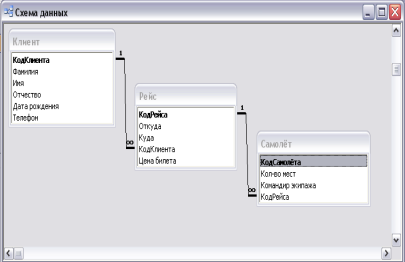 Схема данных
Клиент
КодКлиента
Фамилия
Имя
Отчество
Дата рождения
Телефон
1
∞
Рейс
КодРейса
Откуда
Куда
КодКлиента
Цена билета
1
∞
Самолёт
КодСамолёта
Кол-во мест
Командир экипажа
КодРейса